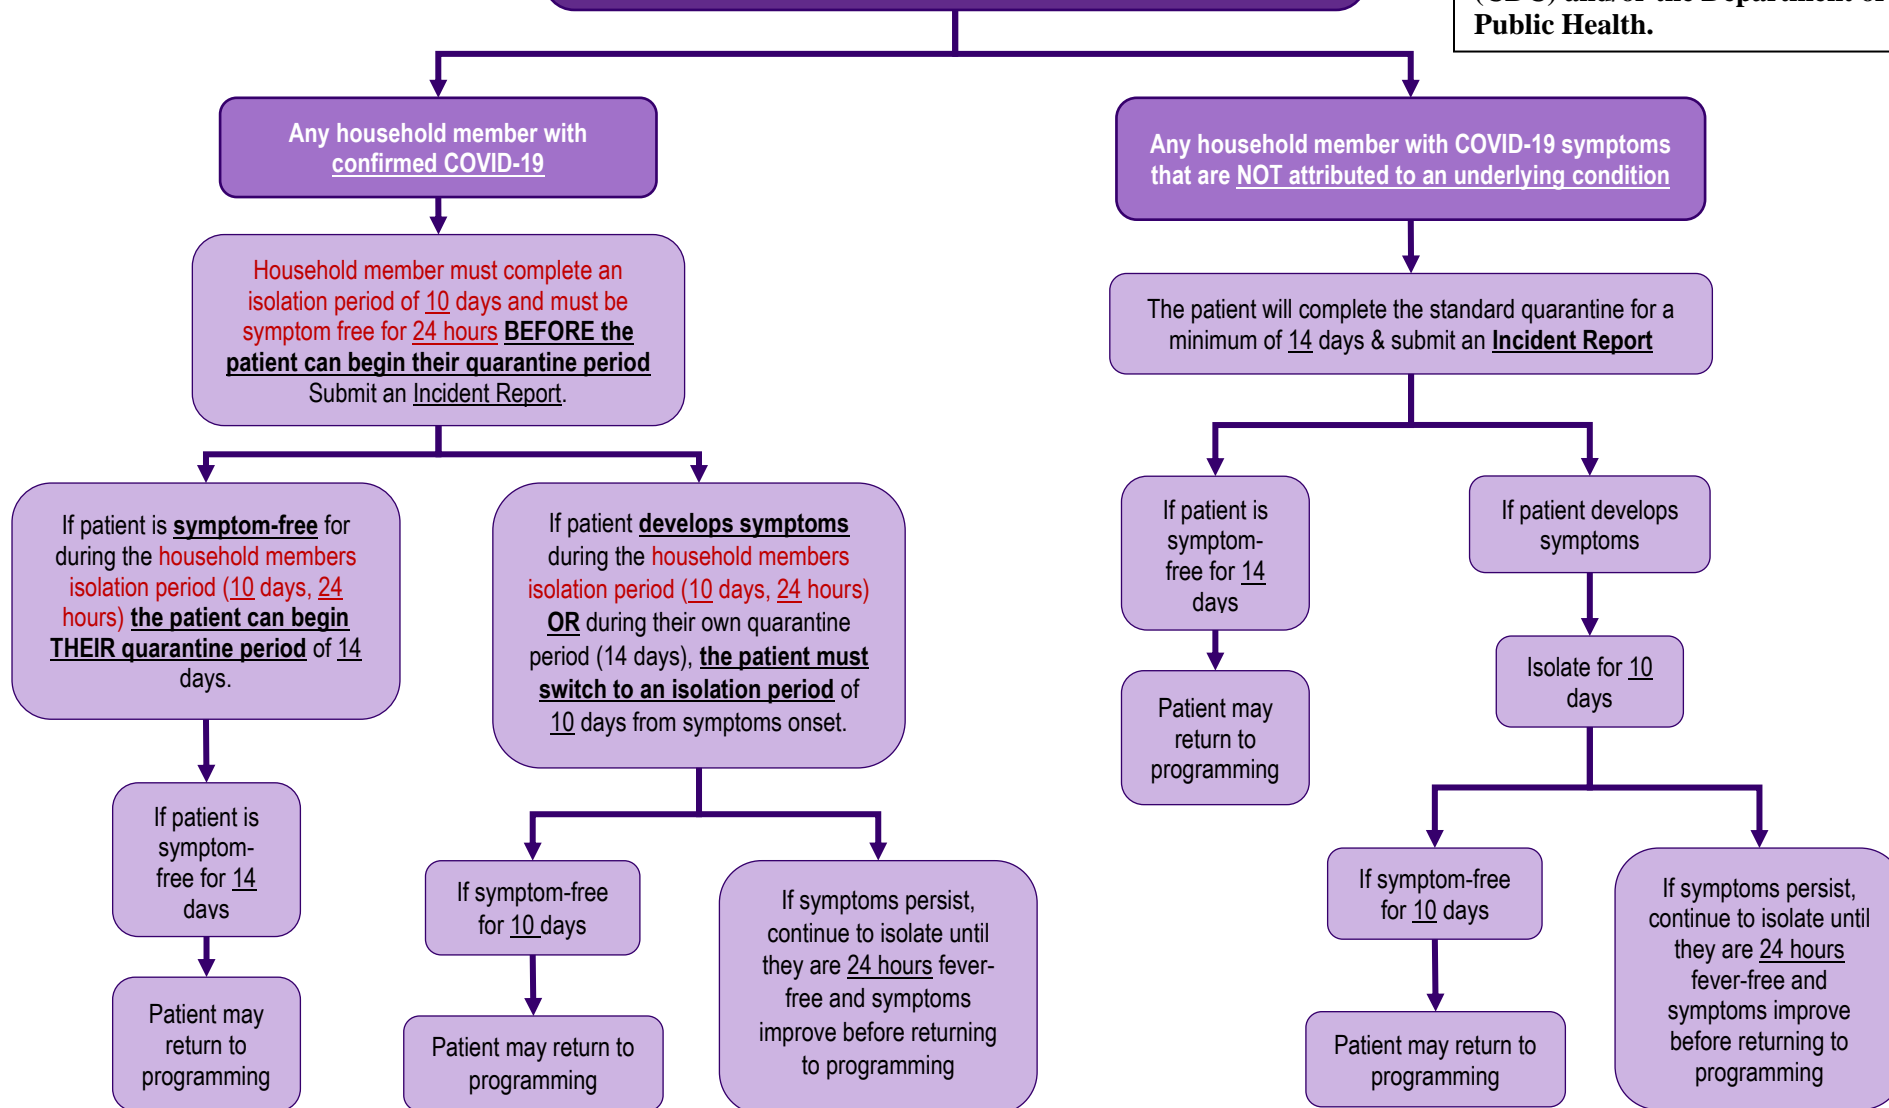 (CDC) and/or the Department of
Public Health.
Any household member with
confirmed COVID-19
Any household member with COVID-19 symptoms
that are NOT attributed to an underlying condition
Household member must complete an
isolation period of 10 days and must be
symptom free for 24 hours BEFORE the
patient can begin their quarantine period
Submit an Incident Report.
The patient will complete the standard quarantine for a
minimum of 14 days & submit an Incident Report
If patient is symptom-free for
during the household members
isolation period (10 days, 24
hours) the patient can begin
THEIR quarantine period of 14
days.
If patient develops symptoms
during the household members
isolation period (10 days, 24 hours)
OR during their own quarantine
period (14 days), the patient must
switch to an isolation period of
10 days from symptoms onset.
If patient is
symptom-
free for 14
days
If patient develops
symptoms
Isolate for 10
days
Patient may
return to
programming
If patient is
symptom-
free for 14
days
If symptom-free
for 10 days
If symptoms persist,
continue to isolate until
they are 24 hours fever-
free and symptoms
improve before returning
to programming
If symptom-free
for 10 days
If symptoms persist,
continue to isolate until
they are 24 hours
fever-free and
symptoms improve
before returning to
programming
Patient may
return to
programming
Patient may return to
programming
Patient may return to
programming